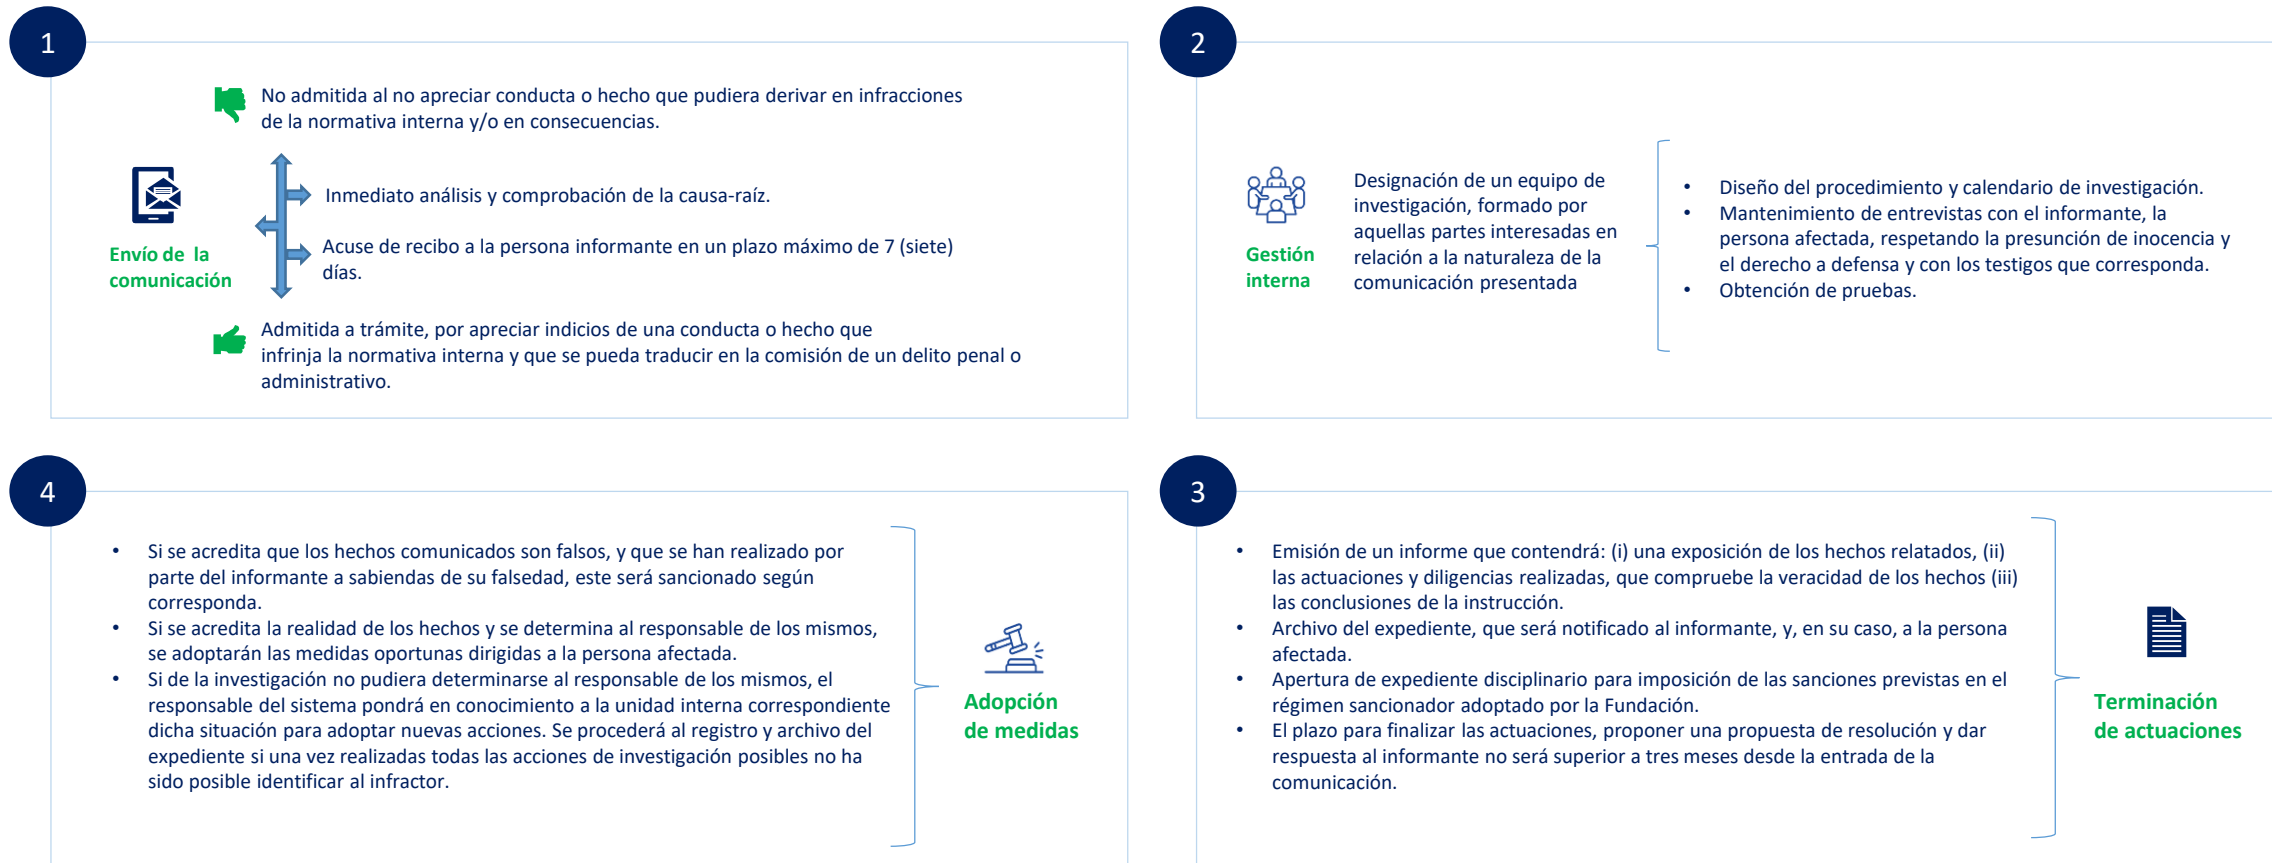 1
No admitida al no apreciar conducta o hecho que pudiera derivar en infracciones
de la normativa interna y/o en consecuencias.
Inmediato análisis y comprobación de la causa-raíz.
Envío de la
comunicación
Acuse de recibo a la persona informante en un plazo máximo de 7 (siete)
días.
Admitida a trámite, por apreciar indicios de una conducta o hecho que
infrinja la normativa interna y que se pueda traducir en la comisión de un delito penal o
administrativo.
2
Gestión
interna
Designación de un equipo de
investigación, formado por
aquellas partes interesadas en
relación a la naturaleza de la
comunicación presentada
• Diseño del procedimiento y calendario de investigación.
• Mantenimiento de entrevistas con el informante, la
persona afectada, respetando la presunción de inocencia y
el derecho a defensa y con los testigos que corresponda.
• Obtención de pruebas.
4
• Si se acredita que los hechos comunicados son falsos, y que se han realizado por
parte del informante a sabiendas de su falsedad, este será sancionado según
corresponda.
• Si se acredita la realidad de los hechos y se determina al responsable de los mismos,
se adoptarán las medidas oportunas dirigidas a la persona afectada.
• Si de la investigación no pudiera determinarse al responsable de los mismos, el
responsable del sistema pondrá en conocimiento a la unidad interna correspondiente
dicha situación para adoptar nuevas acciones. Se procederá al registro y archivo del
expediente si una vez realizadas todas las acciones de investigación posibles no ha
sido posible identificar al infractor.
Adopción
de medidas
3
• Emisión de un informe que contendrá: (i) una exposición de los hechos relatados, (ii)
las actuaciones y diligencias realizadas, que compruebe la veracidad de los hechos (iii)
las conclusiones de la instrucción.
• Archivo del expediente, que será notificado al informante, y, en su caso, a la persona
afectada.
• Apertura de expediente disciplinario para imposición de las sanciones previstas en el
régimen sancionador adoptado por la Fundación.
• El plazo para finalizar las actuaciones, proponer una propuesta de resolución y dar
respuesta al informante no será superior a tres meses desde la entrada de la
comunicación.
Terminación
de actuaciones